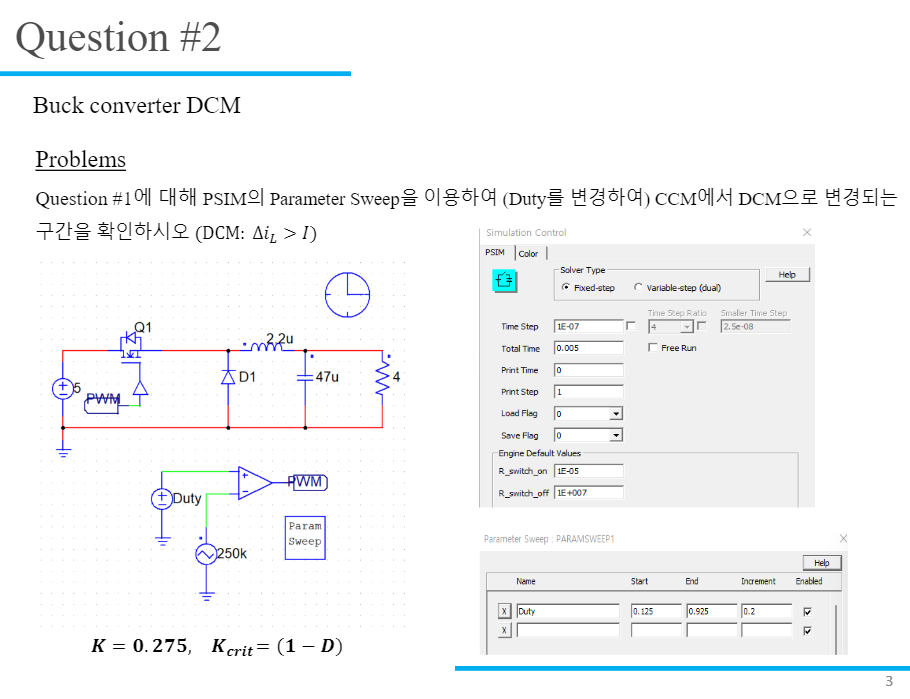 Question #2
Buck converter DCM
Problems
Question #1에 대해 PSIM의 Parameter Sweep을 이용하여 (Duty를 변경하여) CCM에서 DCM으로 변경되는
구간을 확인하시오 (DCM: Δi_L > I)
Simulation Control
PSIM Color
Solver Type
Fixed-step Variable-step (dual)
Help
Time Step Ratio Smaller Time Step
Time Step 1E-07 4 2.5e-08
Total Time 0.005 Free Run
Print Time 0
Print Step 1
Load Flag 0
Save Flag 0
Engine Default Values
R_switch_on 1E-05
R_switch_off 1E+007
Q1
2.2u
5
PWM
D1
47u
4
PWM
Duty
250k
Param
Sweep
Parameter Sweep : PARAMSWEEP1
Help
Name Start End Increment Enabled
X Duty 0.125 0.925 0.2
X
K = 0.275, K_crit = (1 − D)
3